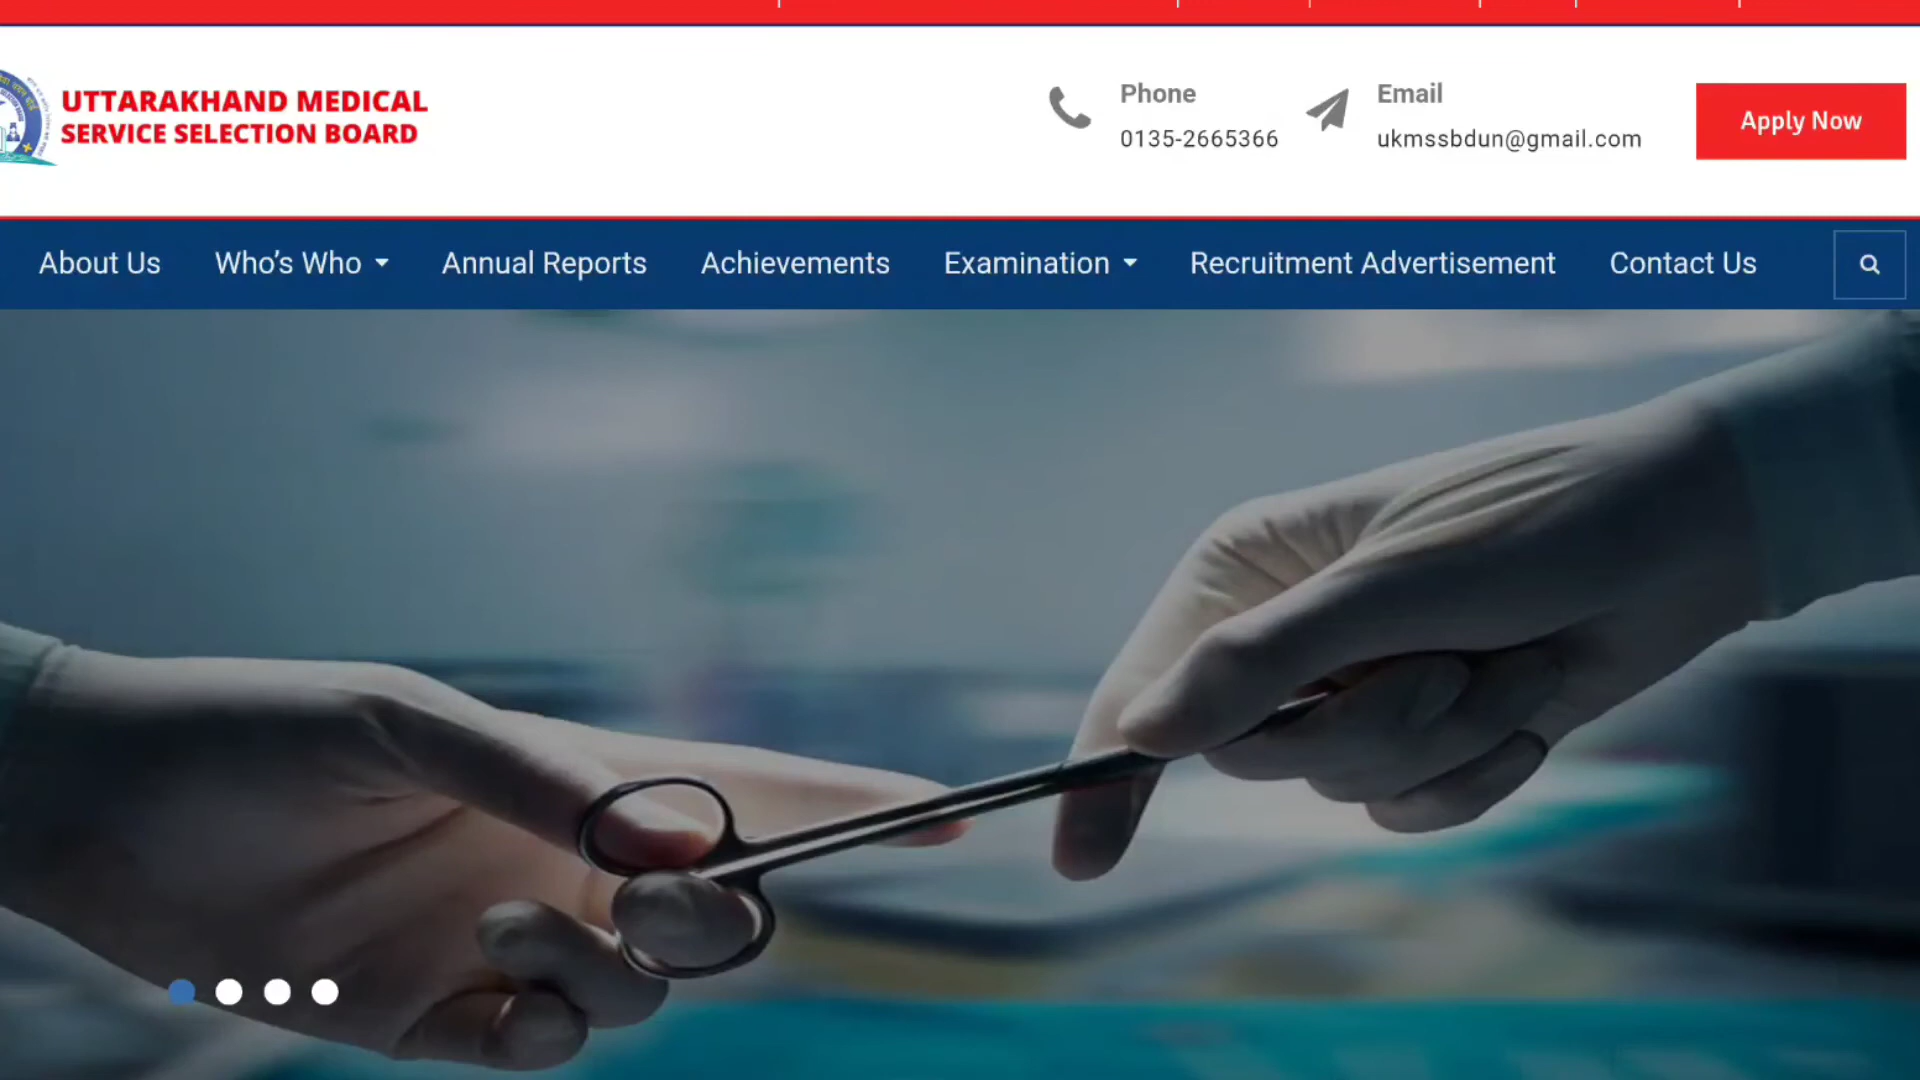 UTTARAKHAND MEDICAL
SERVICE SELECTION BOARD
Phone
0135-2665366
Email
ukmssbdun@gmail.com
Apply Now
About Us
Who’s Who
Annual Reports
Achievements
Examination
Recruitment Advertisement
Contact Us